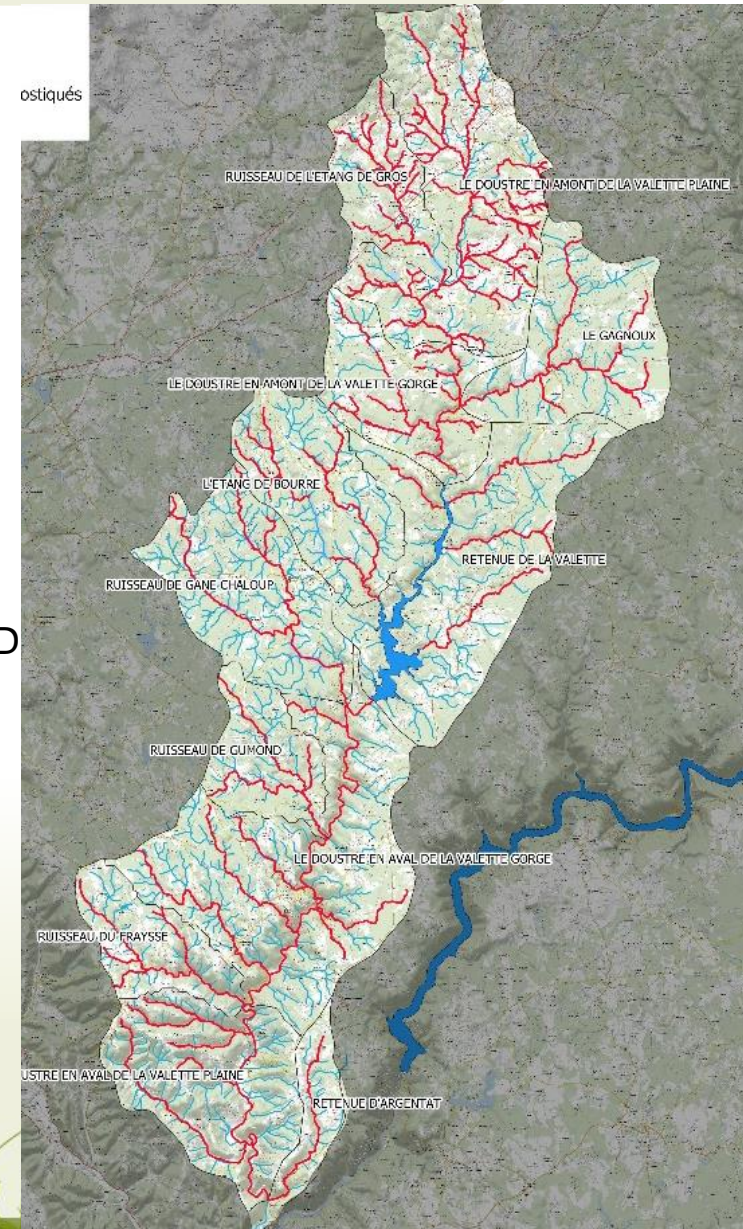 ostiqués
RUISSEAU DE L'ETANG DE GROS
LE DOUSTRE EN AMONT DE LA VALETTE PLAINE
LE GAGNOUX
LE DOUSTRE EN AMONT DE LA VALETTE GORGE
L'ETANG DE BOURRE
RETENUE DE LA VALETTE
RUISSEAU DE GANE CHALOUP
D
RUISSEAU DE GUMOND
LE DOUSTRE EN AVAL DE LA VALETTE GORGE
RUISSEAU DU FRAYSSE
USTRE EN AVAL DE LA VALETTE PLAINE
RETENUE D'ARGENTAT